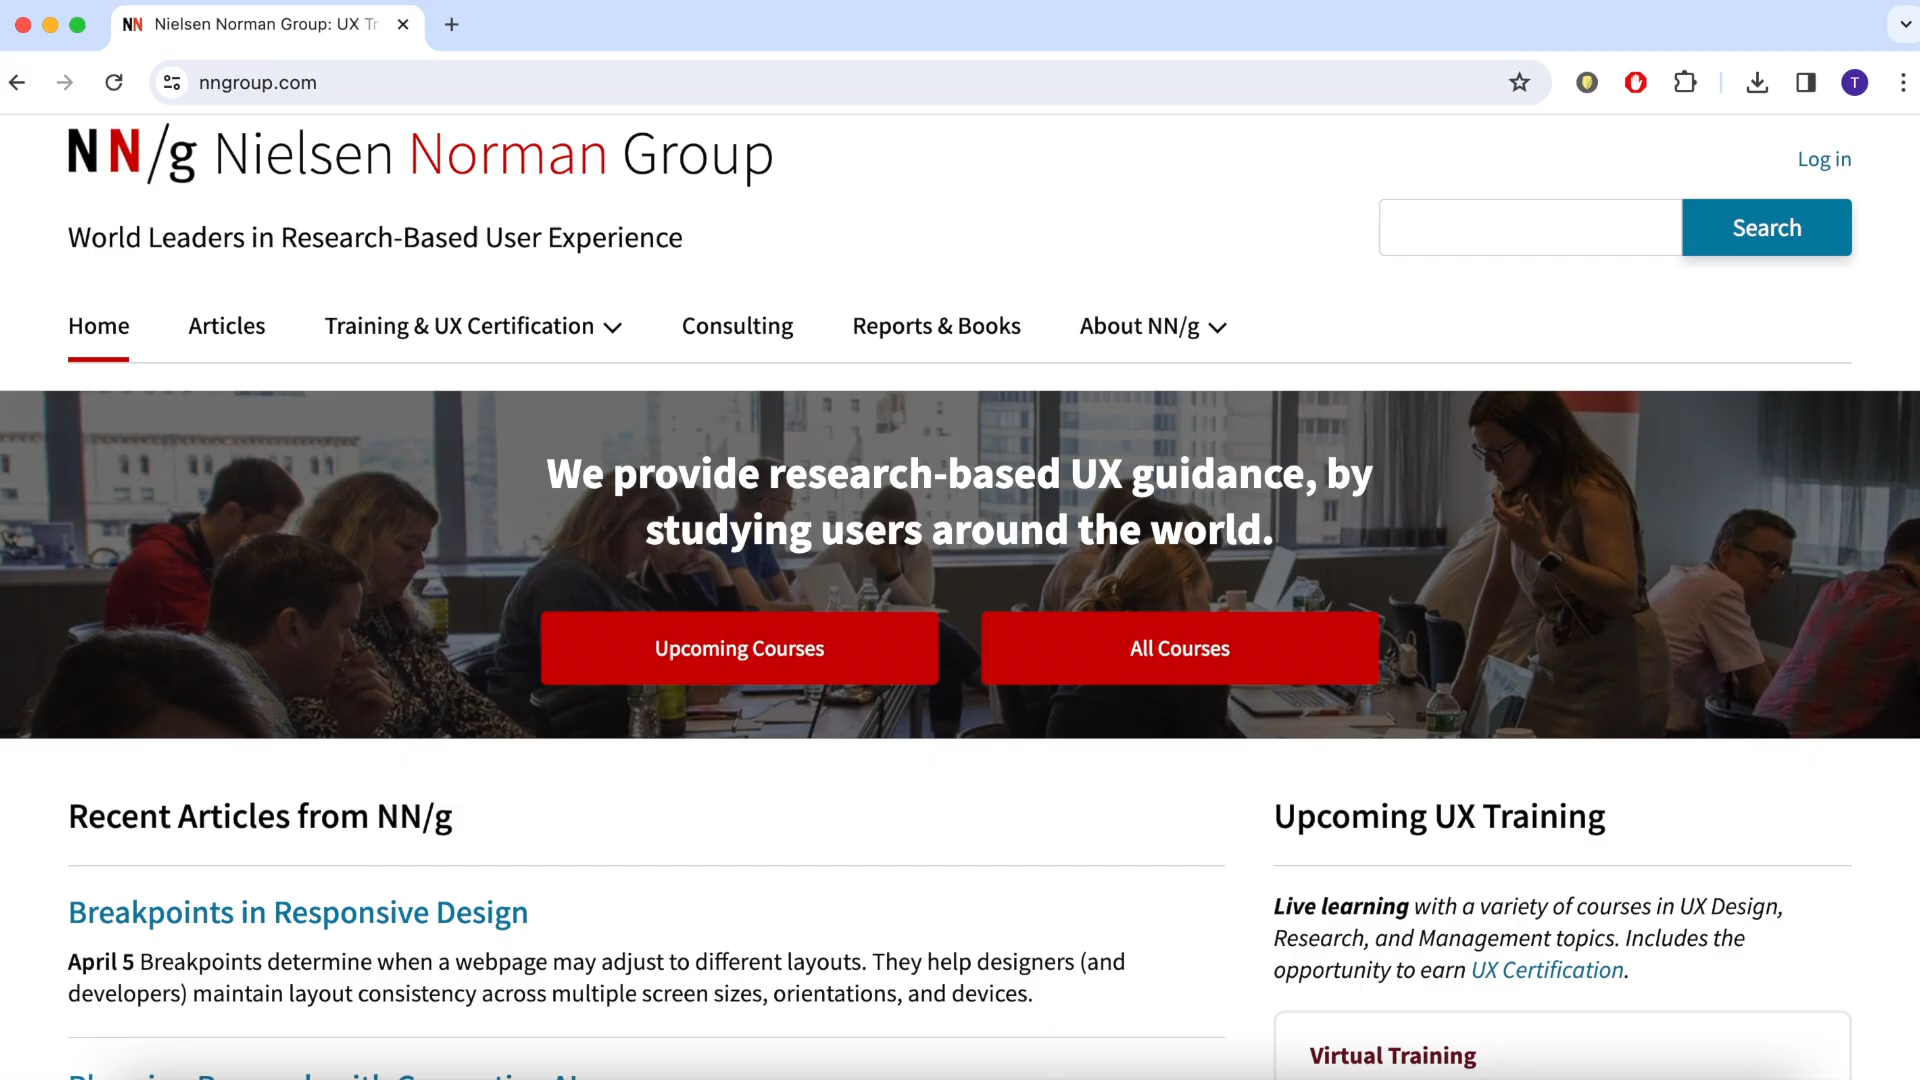 NN Nielsen Norman Group: UX Tr
nngroup.com
T
NN/g Nielsen Norman Group
Log in
World Leaders in Research-Based User Experience
Search
Home Articles Training & UX Certification Consulting Reports & Books About NN/g
We provide research-based UX guidance, by
studying users around the world.
Upcoming Courses
All Courses
Recent Articles from NN/g
Breakpoints in Responsive Design
April 5 Breakpoints determine when a webpage may adjust to different layouts. They help designers (and
developers) maintain layout consistency across multiple screen sizes, orientations, and devices.
Upcoming UX Training
Live learning with a variety of courses in UX Design,
Research, and Management topics. Includes the
opportunity to earn UX Certification.
Virtual Training